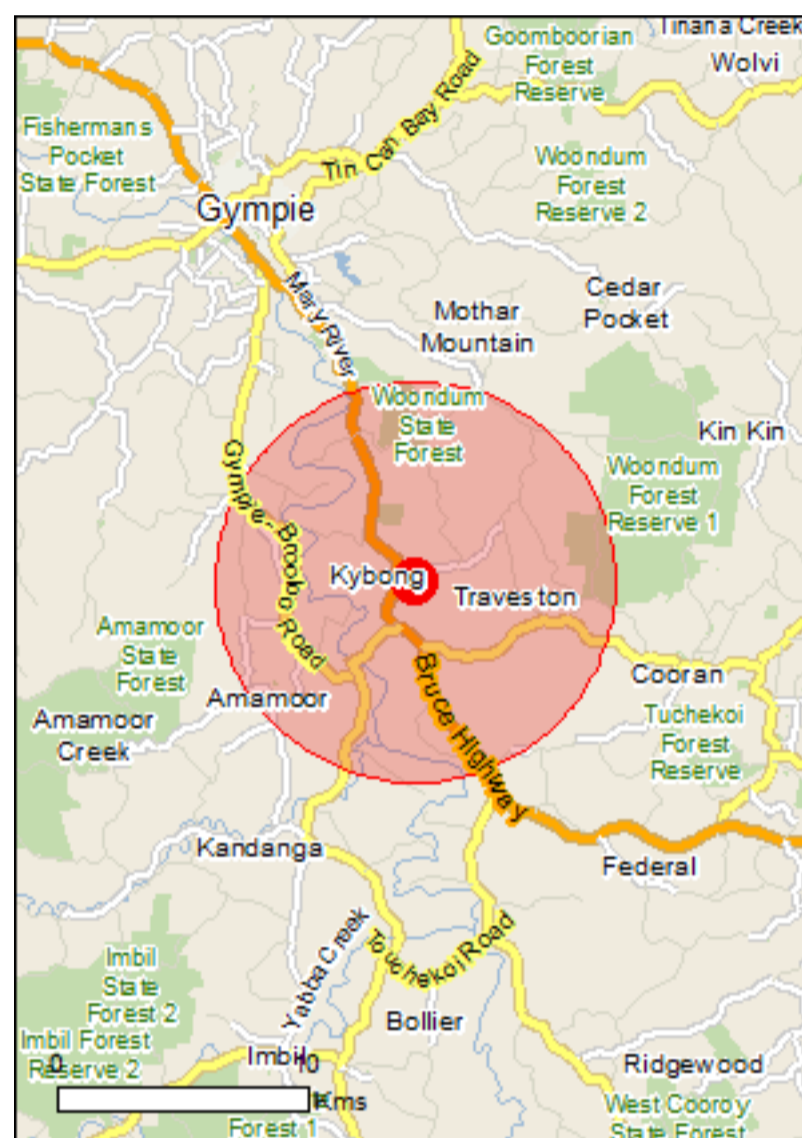 Tinana Creek
Goomboorian
Forest
Reserve
Wolvi
Fisherman's
Pocket
State Forest
Tin Can Bay Road
Woondum
Forest
Reserve 2
Gympie
Mary River
Cedar
Pocket
Mothar
Mountain
Woondum
State
Forest
Kin Kin
Gympie-Brooloo Road
Woondum
Forest
Reserve 1
Kybong
Traveston
Amamoor
State
Forest
Cooran
Amamoor
Amamoor
Creek
Bruce Highway
Tuchekoi
Forest
Reserve
Kandanga
Federal
Yabba Creek
Touchekoi Road
Imbil
State
Forest 2
Bollier
Imbil Forest
Reserve 2
Imbil
Ridgewood
0
10
Kms
Forest 1
West Cooroy
State Forest